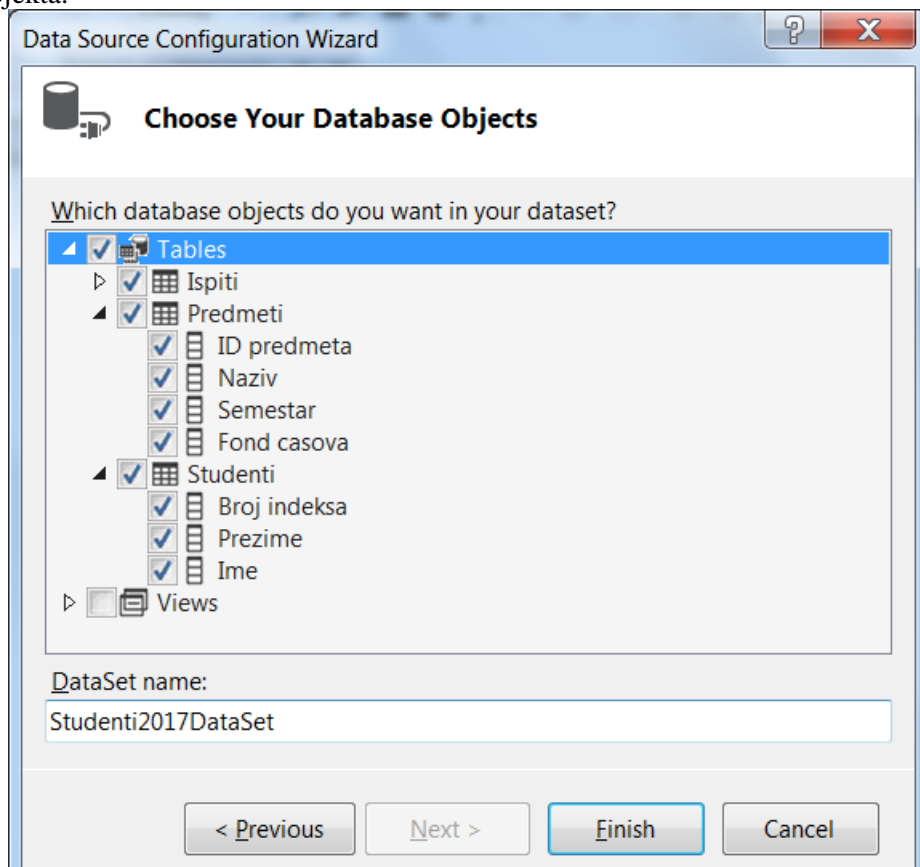 Data Source Configuration Wizard
Choose Your Database Objects
Which database objects do you want in your dataset?
Tables
Ispiti
Predmeti
ID predmeta
Naziv
Semestar
Fond casova
Studenti
Broj indeksa
Prezime
Ime
Views
DataSet name:
Studenti2017DataSet
< Previous
Next >
Finish
Cancel